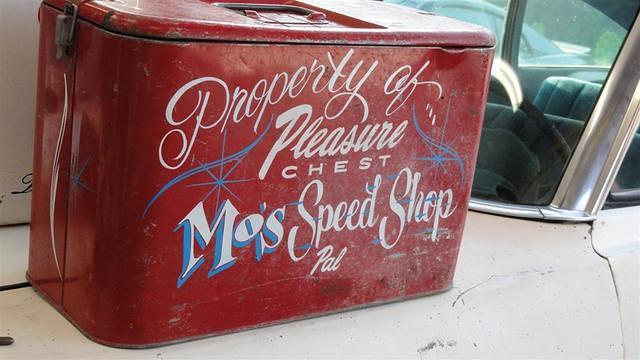 Property of
Pleasure
CHEST
Mo's Speed Shop
Pal